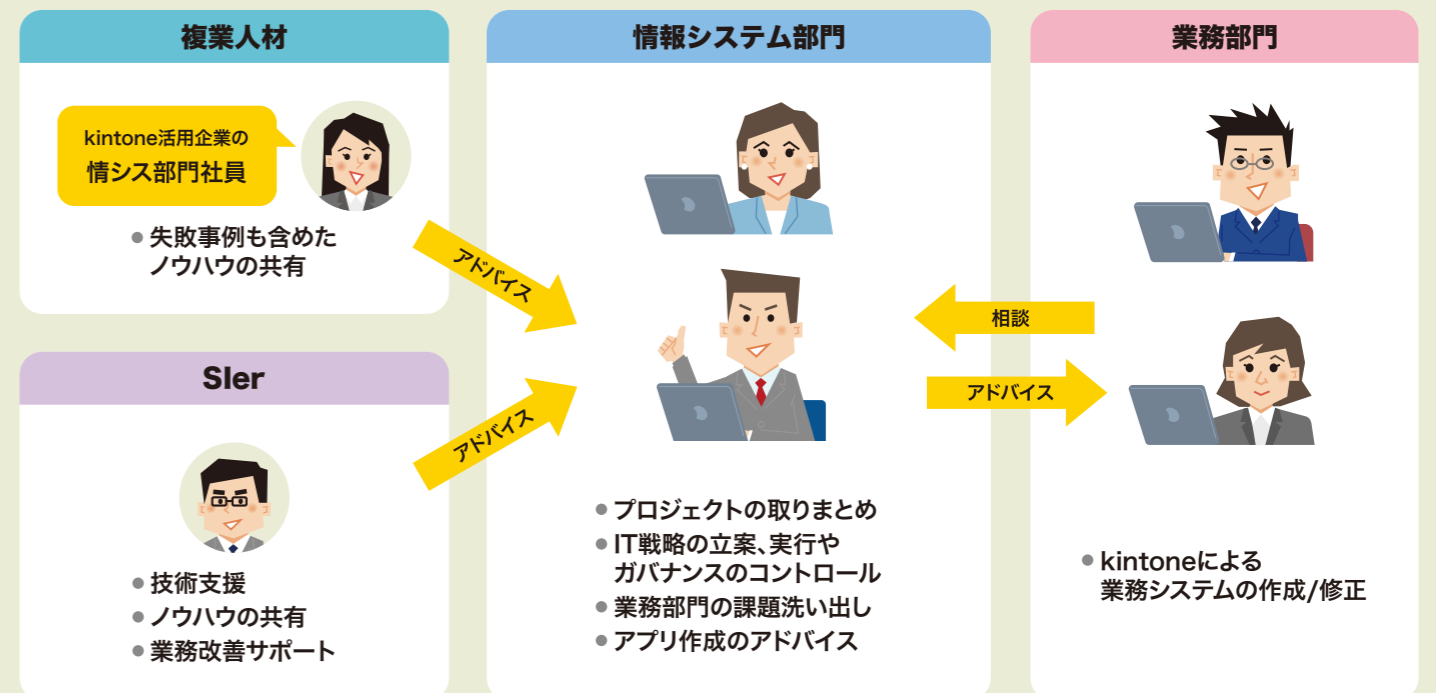 複業人材
kintone活用企業の
情シス部門社員
● 失敗事例も含めた
ノウハウの共有
アドバイス
SIer
アドバイス
● 技術支援
● ノウハウの共有
● 業務改善サポート
情報システム部門
● プロジェクトの取りまとめ
● IT戦略の立案、実行や
ガバナンスのコントロール
● 業務部門の課題洗い出し
● アプリ作成のアドバイス
相談
アドバイス
業務部門
● kintoneによる
業務システムの作成/修正